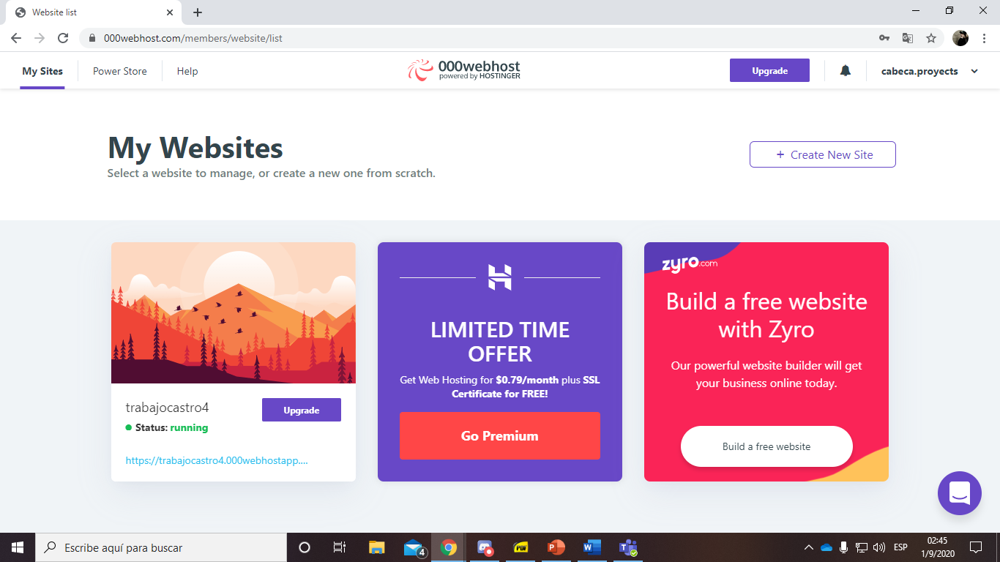 Website list
000webhost.com/members/website/list
My Sites
Power Store
Help
000webhost
powered by HOSTINGER
Upgrade
cabeca.proyects
My Websites
Select a website to manage, or create a new one from scratch.
+ Create New Site
trabajocastro4
Upgrade
Status: running
https://trabajocastro4.000webhostapp....
LIMITED TIME
OFFER
Get Web Hosting for $0.79/month plus SSL
Certificate for FREE!
Go Premium
zyro.com
Build a free website
with Zyro
Our powerful website builder will get
your business online today.
Build a free website
Escribe aquí para buscar
4
PDF
ESP
02:45
1/9/2020